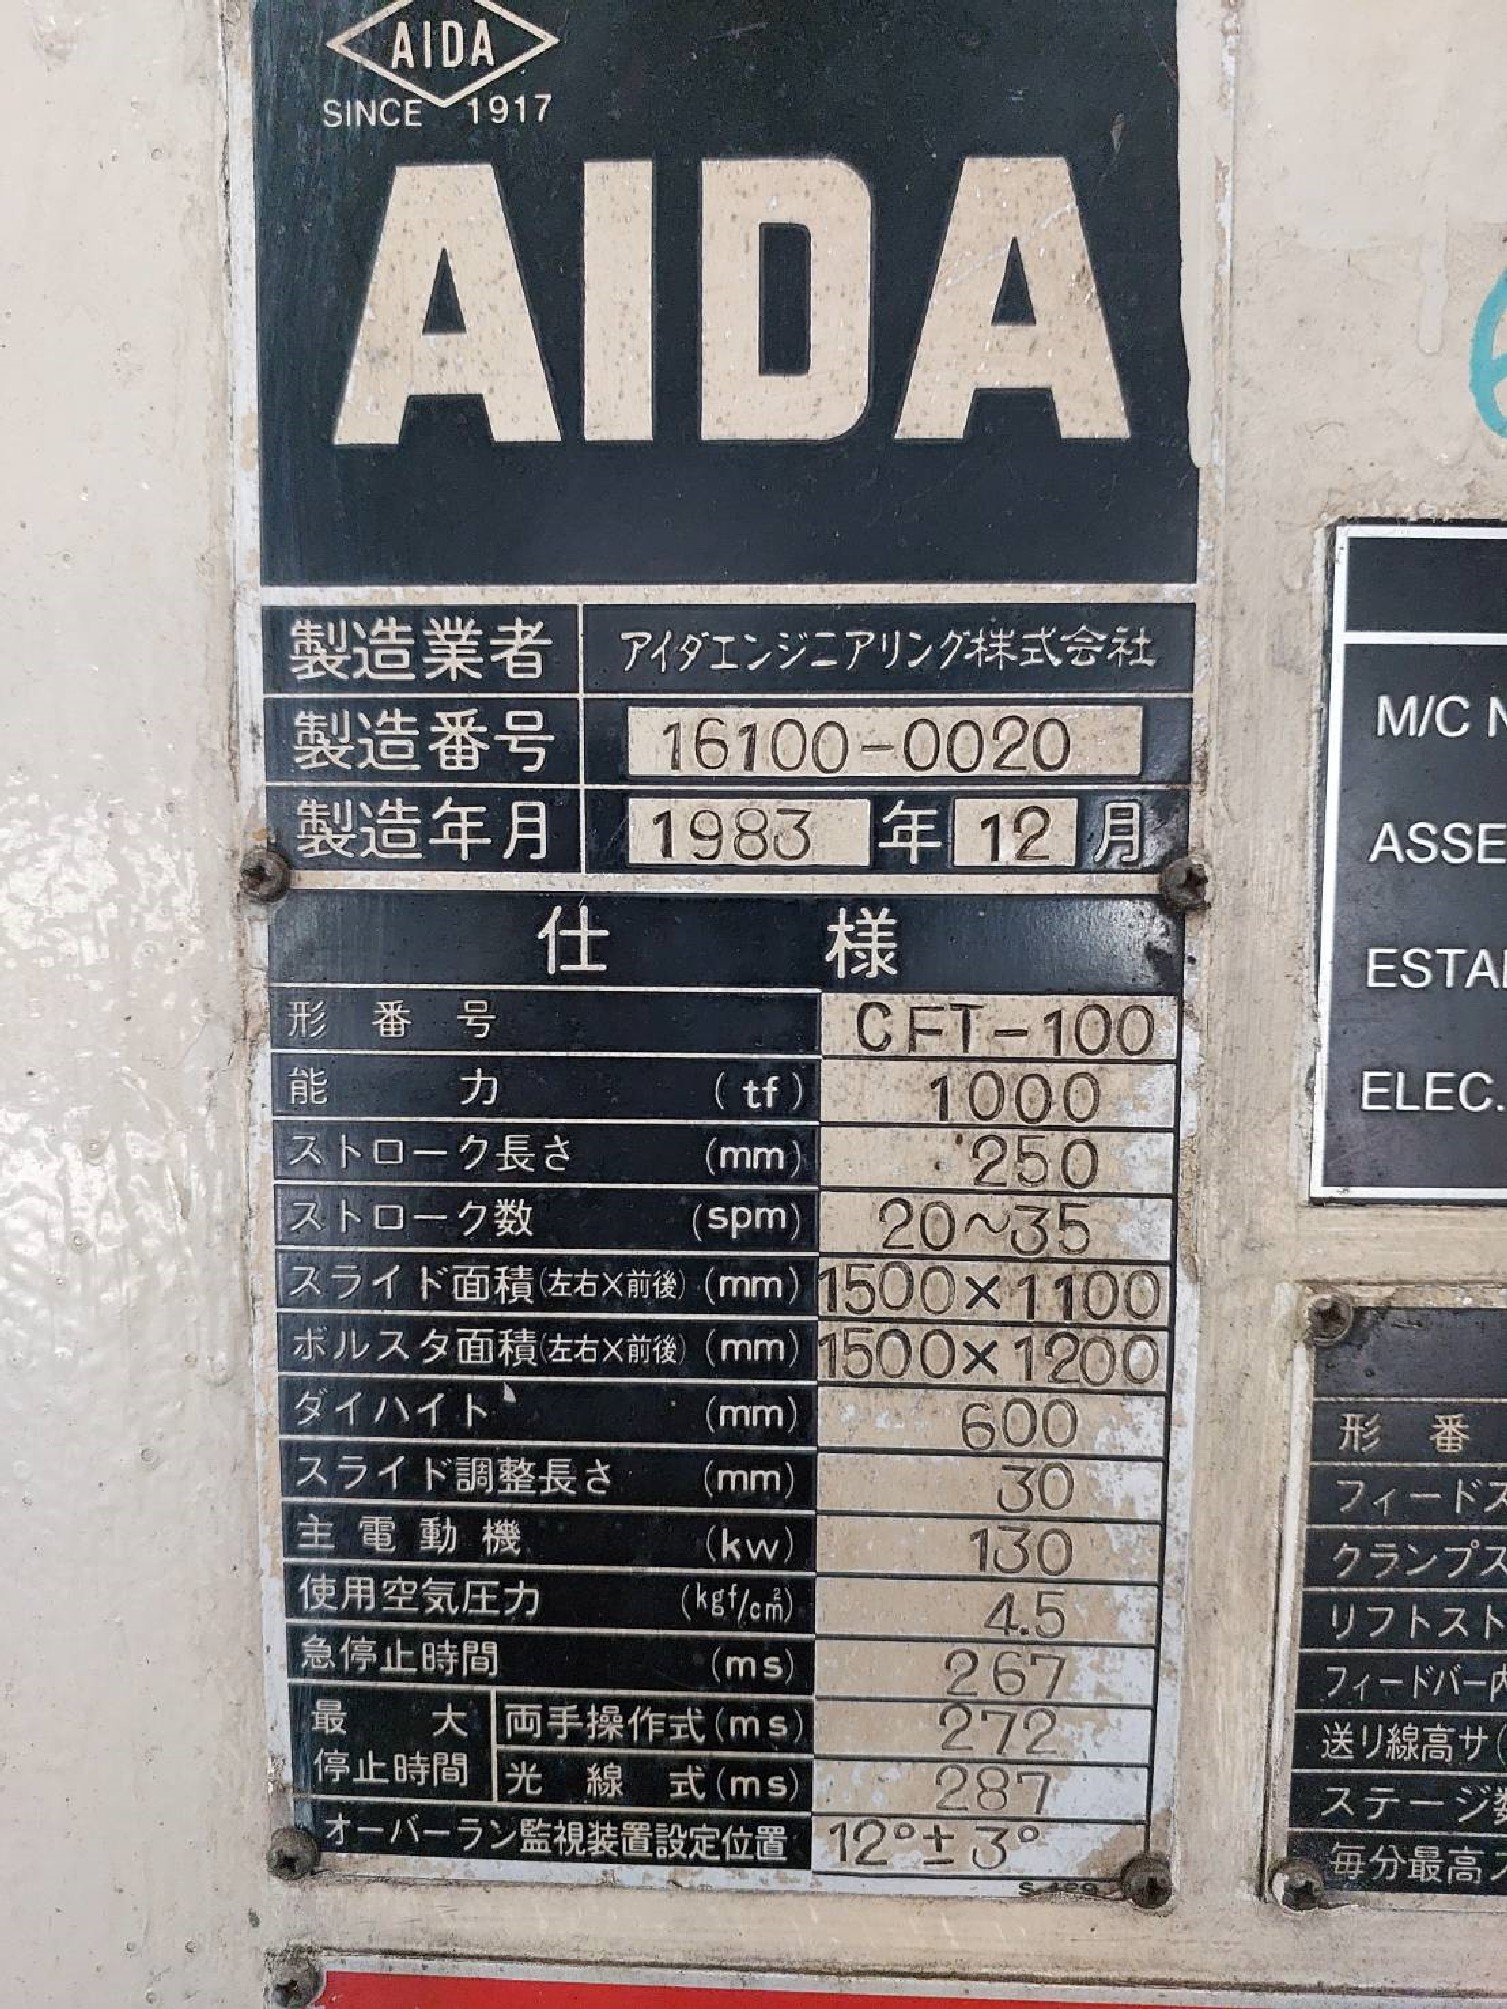 AIDA
SINCE 1917
AIDA
製造業者 アイダエンジニアリング株式会社
製造番号 16100-0020
製造年月 1983 年 12 月
仕 様
形 番 号 CFT-100
能 力 (tf) 1000
ストローク長さ (mm) 250
ストローク数 (spm) 20~35
スライド面積(左右×前後) (mm) 1500×1100
ボルスタ面積(左右×前後) (mm) 1500×1200
ダイハイト (mm) 600
スライド調整長さ (mm) 30
主 電 動 機 (kw) 130
使用空気圧力 (kgf/cm²) 4.5
急停止時間 (ms) 267
最 大 停止時間 両手操作式(ms) 272
光 線 式(ms) 287
オーバーラン監視装置設定位置 12°±3°
M/C
ASSE
ESTA
ELEC.
形 番
フィードス
クランプス
リフトスト
フィードバー内
送り線高サ(
ステージ数
毎分最高ス